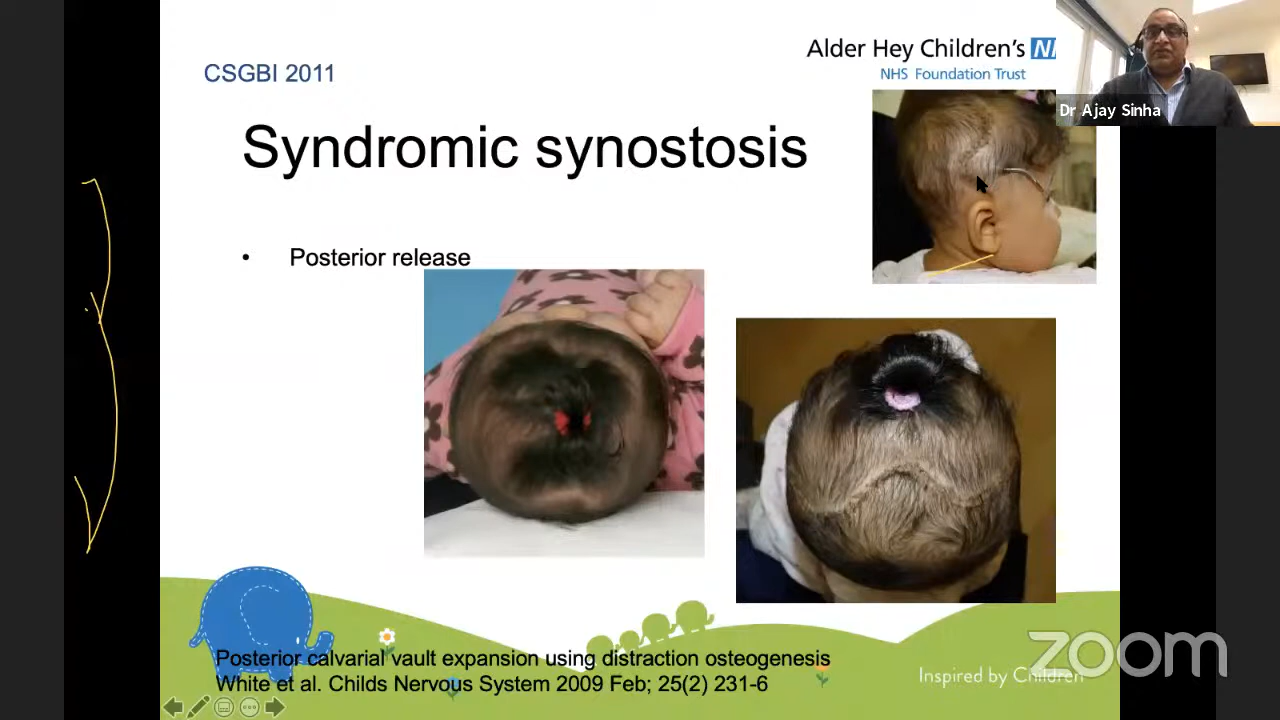 CSGBI 2011
Alder Hey Children's NH
NHS Foundation Trust
Dr Ajay Sinha
Syndromic synostosis
• Posterior release
Posterior calvarial vault expansion using distraction osteogenesis
White et al. Childs Nervous System 2009 Feb; 25(2) 231-6
Inspired by Children
zoom